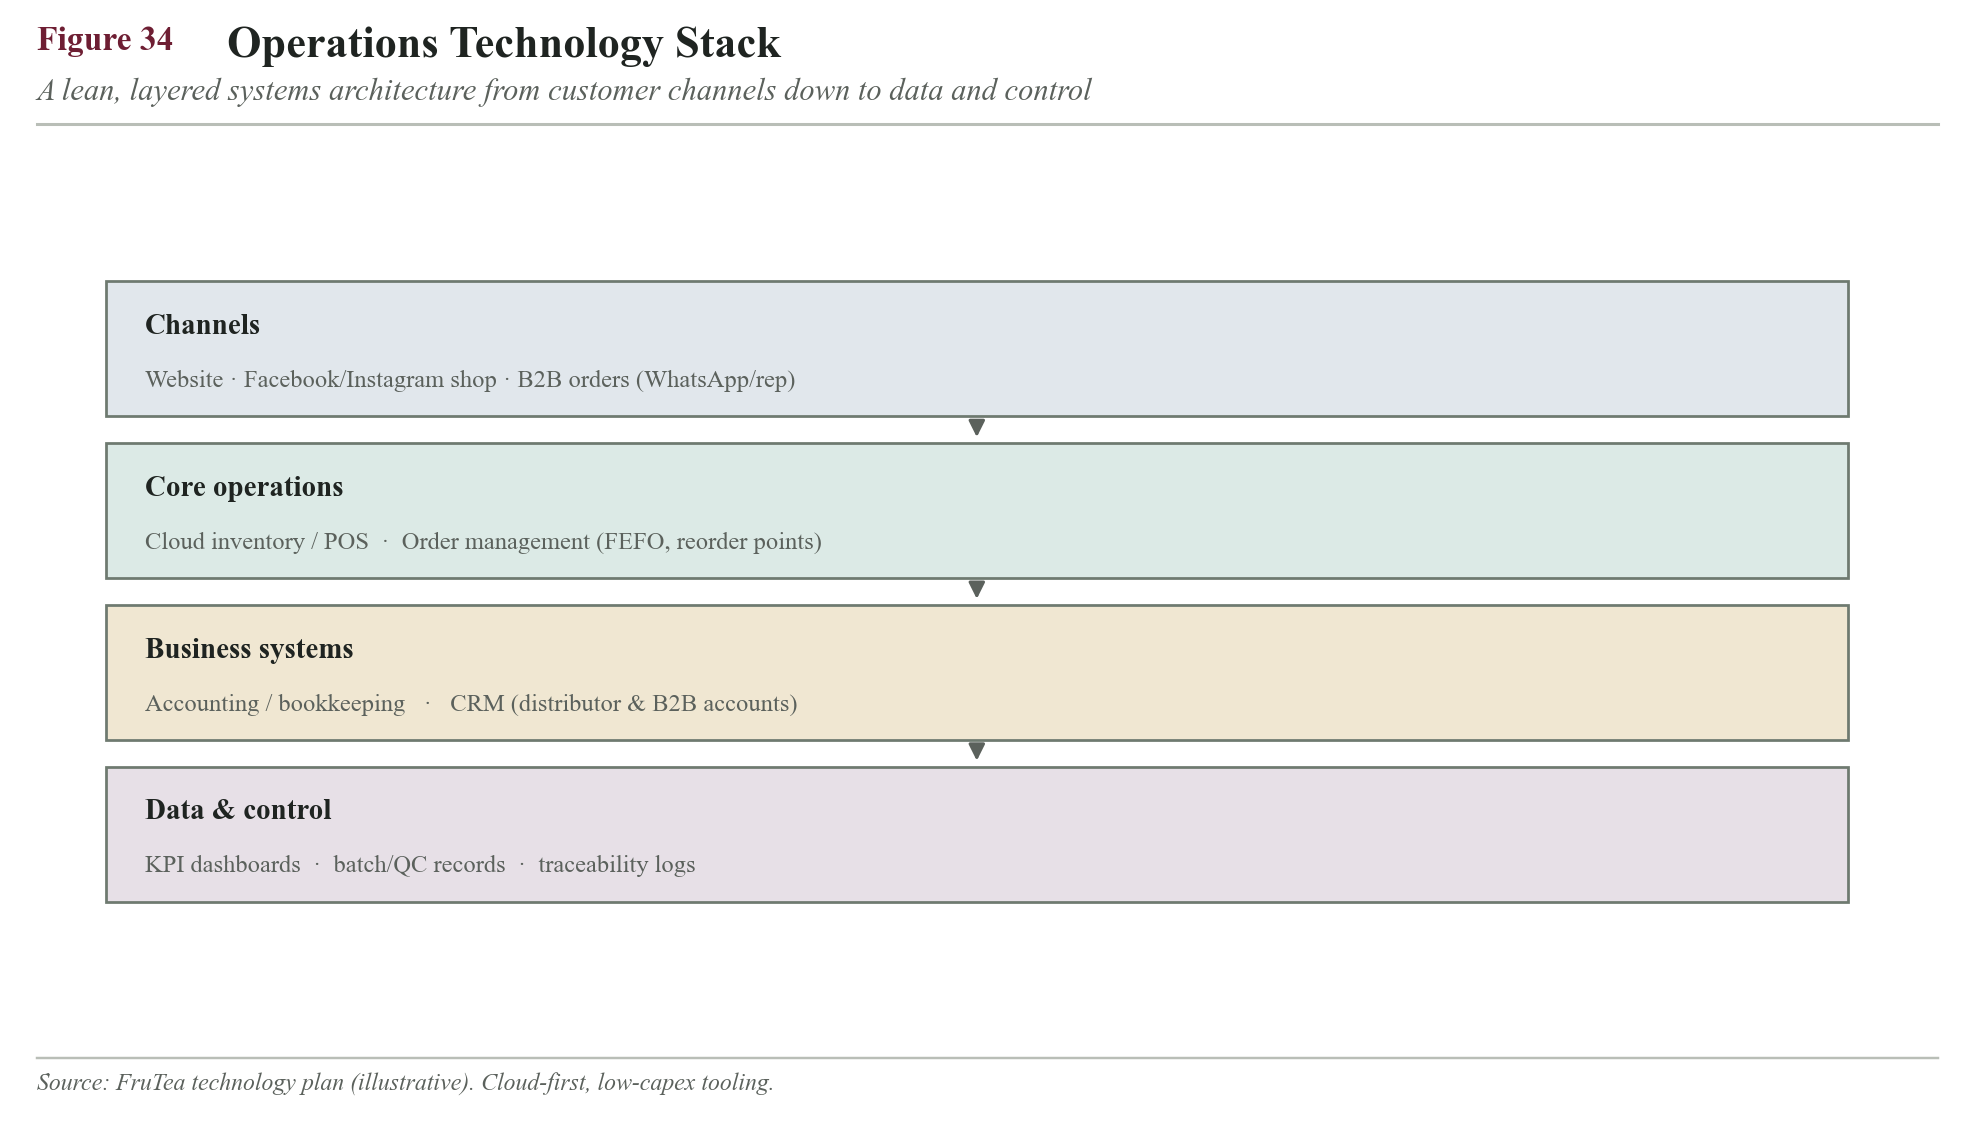 Figure 34 Operations Technology Stack
A lean, layered systems architecture from customer channels down to data and control
Channels
Website · Facebook/Instagram shop · B2B orders (WhatsApp/rep)
Core operations
Cloud inventory / POS · Order management (FEFO, reorder points)
Business systems
Accounting / bookkeeping · CRM (distributor & B2B accounts)
Data & control
KPI dashboards · batch/QC records · traceability logs
Source: FruTea technology plan (illustrative). Cloud-first, low-capex tooling.